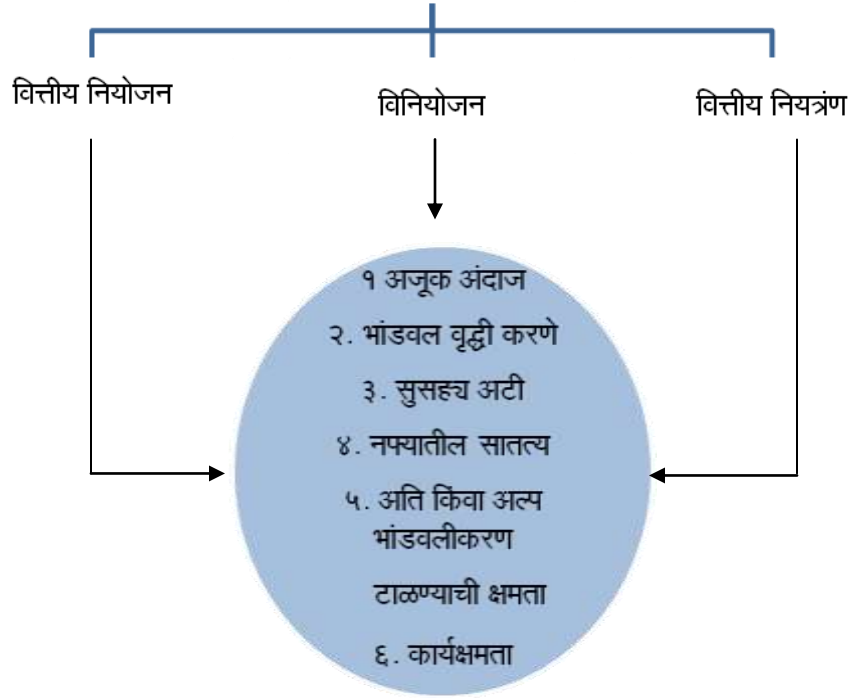 वित्तीय नियोजन
विनियोजन
वित्तीय नियत्रंण
१ अजूक अंदाज
२. भांडवल वृद्धी करणे
३. सुसह्य अटी
४. नफ्यातील सातत्य
५. अति किंवा अल्प
भांडवलीकरण
टाळण्याची क्षमता
६. कार्यक्षमता